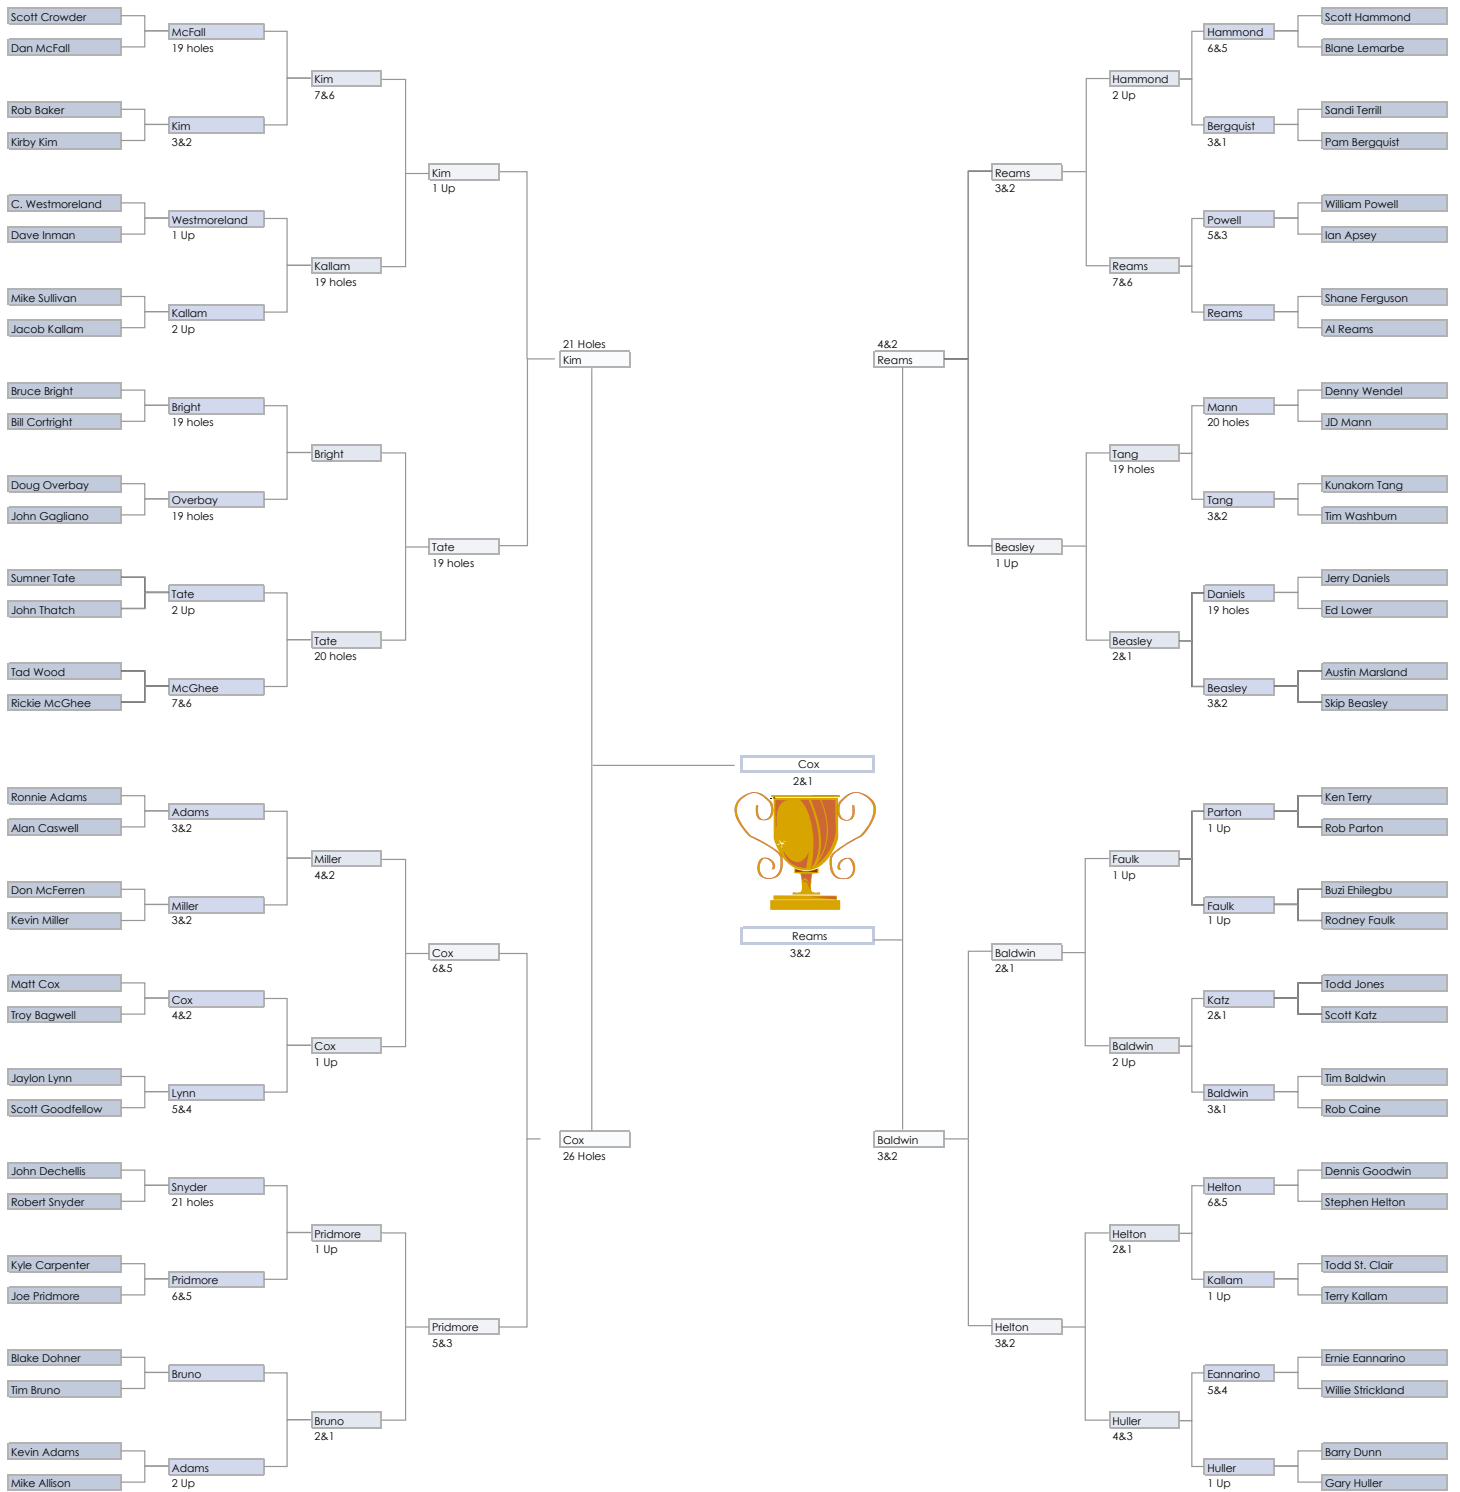 Scott Crowder
Dan McFall
Rob Baker
Kirby Kim
C. Westmoreland
Dave Inman
Mike Sullivan
Jacob Kallam
Bruce Bright
Bill Cortright
Doug Overbay
John Gagliano
Sumner Tate
John Thatch
Tad Wood
Rickie McGhee
Ronnie Adams
Alan Caswell
Don McFerren
Kevin Miller
Matt Cox
Troy Bagwell
Jaylon Lynn
Scott Goodfellow
John Dechellis
Robert Snyder
Kyle Carpenter
Joe Pridmore
Blake Dohner
Tim Bruno
Kevin Adams
Mike Allison
McFall
19 holes
Kim
3&2
Westmoreland
1 Up
Kallam
2 Up
Bright
19 holes
Overbay
19 holes
Tate
2 Up
McGhee
7&6
Adams
3&2
Miller
3&2
Cox
4&2
Lynn
5&4
Snyder
21 holes
Pridmore
6&5
Bruno
Adams
2 Up
Kim
7&6
Kallam
19 holes
Bright
Tate
20 holes
Miller
4&2
Cox
1 Up
Pridmore
1 Up
Bruno
2&1
Kim
1 Up
Tate
19 holes
Cox
6&5
Pridmore
5&3
21 Holes
Kim
Cox
26 Holes
Cox
2&1
Reams
3&2
4&2
Reams
Baldwin
3&2
Reams
3&2
Beasley
1 Up
Baldwin
2&1
Helton
3&2
Hammond
2 Up
Reams
7&6
Tang
19 holes
Beasley
2&1
Faulk
1 Up
Baldwin
2 Up
Helton
2&1
Huller
4&3
Hammond
6&5
Bergquist
3&1
Powell
5&3
Reams
Mann
20 holes
Tang
3&2
Daniels
19 holes
Beasley
3&2
Parton
1 Up
Faulk
1 Up
Katz
2&1
Baldwin
3&1
Helton
6&5
Kallam
1 Up
Eannarino
5&4
Huller
1 Up
Scott Hammond
Blane Lemarbe
Sandi Terrill
Pam Bergquist
William Powell
Ian Apsey
Shane Ferguson
Al Reams
Denny Wendel
JD Mann
Kunakorn Tang
Tim Washburn
Jerry Daniels
Ed Lower
Austin Marsland
Skip Beasley
Ken Terry
Rob Parton
Buzi Ehilegbu
Rodney Faulk
Todd Jones
Scott Katz
Tim Baldwin
Rob Caine
Dennis Goodwin
Stephen Helton
Todd St. Clair
Terry Kallam
Ernie Eannarino
Willie Strickland
Barry Dunn
Gary Huller